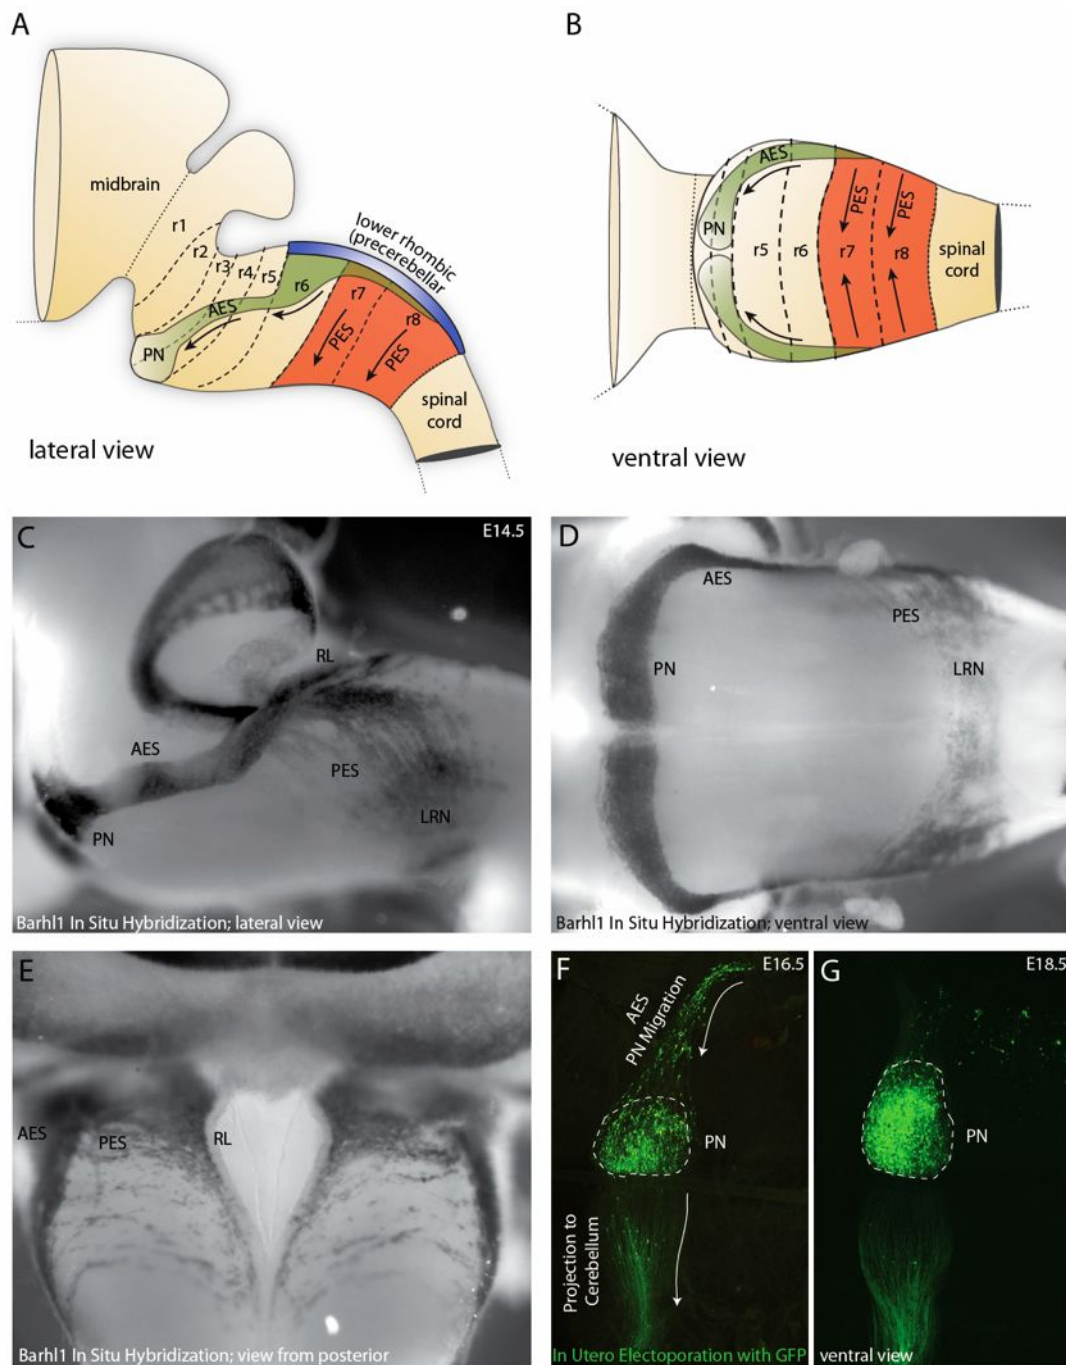 A
midbrain
r1
r2
r3
r4
r5
r6
r7
r8
AES
PN
PES
PES
lower rhombic
(precerebellar
spinal
cord
lateral view
B
AES
PN
r5
r6
r7
r8
PES
PES
spinal
cord
ventral view
C
E14.5
RL
AES
PES
LRN
PN
Barhl1 In Situ Hybridization; lateral view
D
AES
PES
PN
LRN
Barhl1 In Situ Hybridization; ventral view
E
AES
PES
RL
Barhl1 In Situ Hybridization; view from posterior
F
E16.5
AES
PN Migration
PN
Projection to
Cerebellum
In Utero Electoporation with GFP
G
E18.5
PN
ventral view